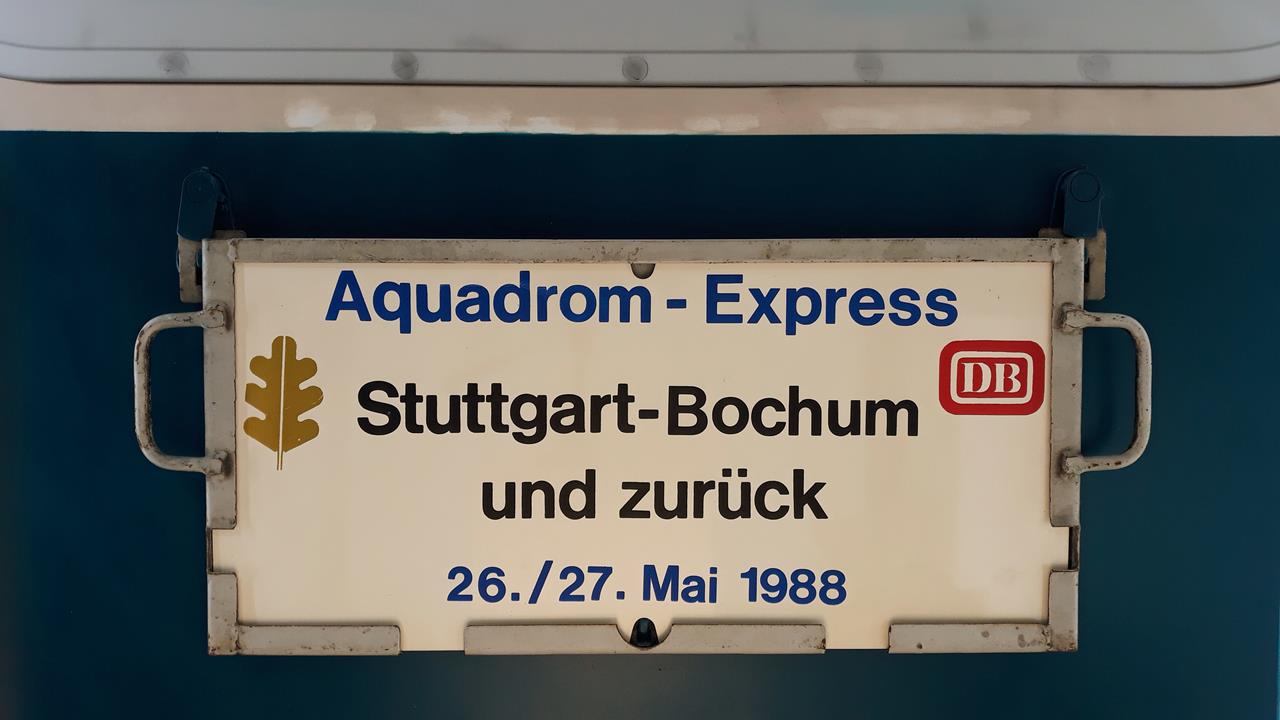 Aquadrom - Express
DB
Stuttgart-Bochum
und zurück
26./27. Mai 1988